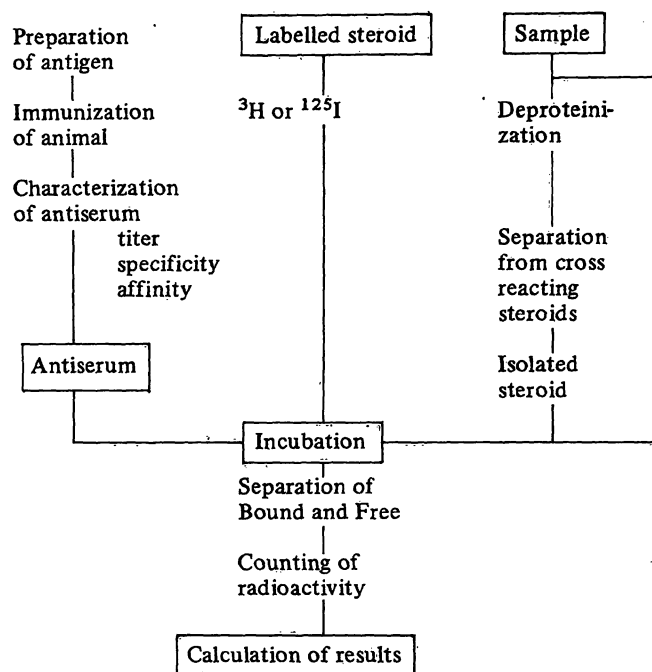 Preparation
of antigen
Immunization
of animal
Characterization
of antiserum
titer
specificity
affinity
Antiserum
Labelled steroid
³H or ¹²⁵I
Sample
Deproteini-
zation
Separation
from cross
reacting
steroids
Isolated
steroid
Incubation
Separation of
Bound and Free
Counting of
radioactivity
Calculation of results